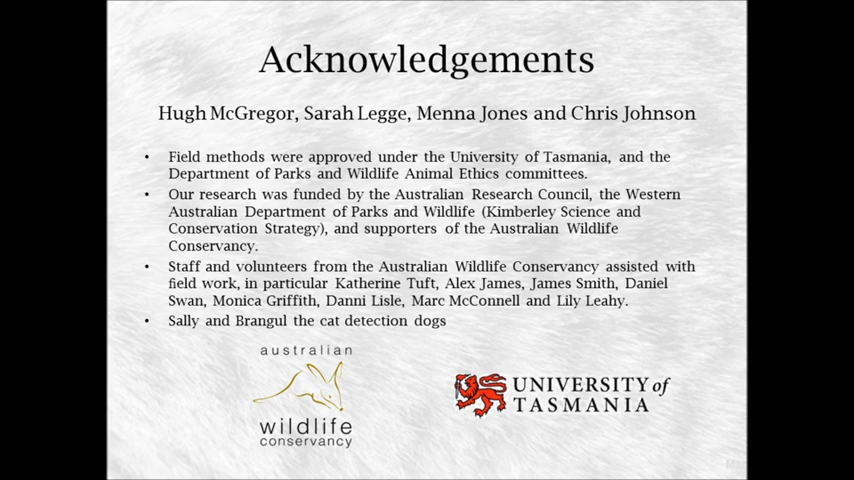 Acknowledgements
Hugh McGregor, Sarah Legge, Menna Jones and Chris Johnson
• Field methods were approved under the University of Tasmania, and the
Department of Parks and Wildlife Animal Ethics committees.
• Our research was funded by the Australian Research Council, the Western
Australian Department of Parks and Wildlife (Kimberley Science and
Conservation Strategy), and supporters of the Australian Wildlife
Conservancy.
• Staff and volunteers from the Australian Wildlife Conservancy assisted with
field work, in particular Katherine Tuft, Alex James, James Smith, Daniel
Swan, Monica Griffith, Danni Lisle, Marc McConnell and Lily Leahy.
• Sally and Brangul the cat detection dogs
australian
wildlife
conservancy
UNIVERSITY of
TASMANIA